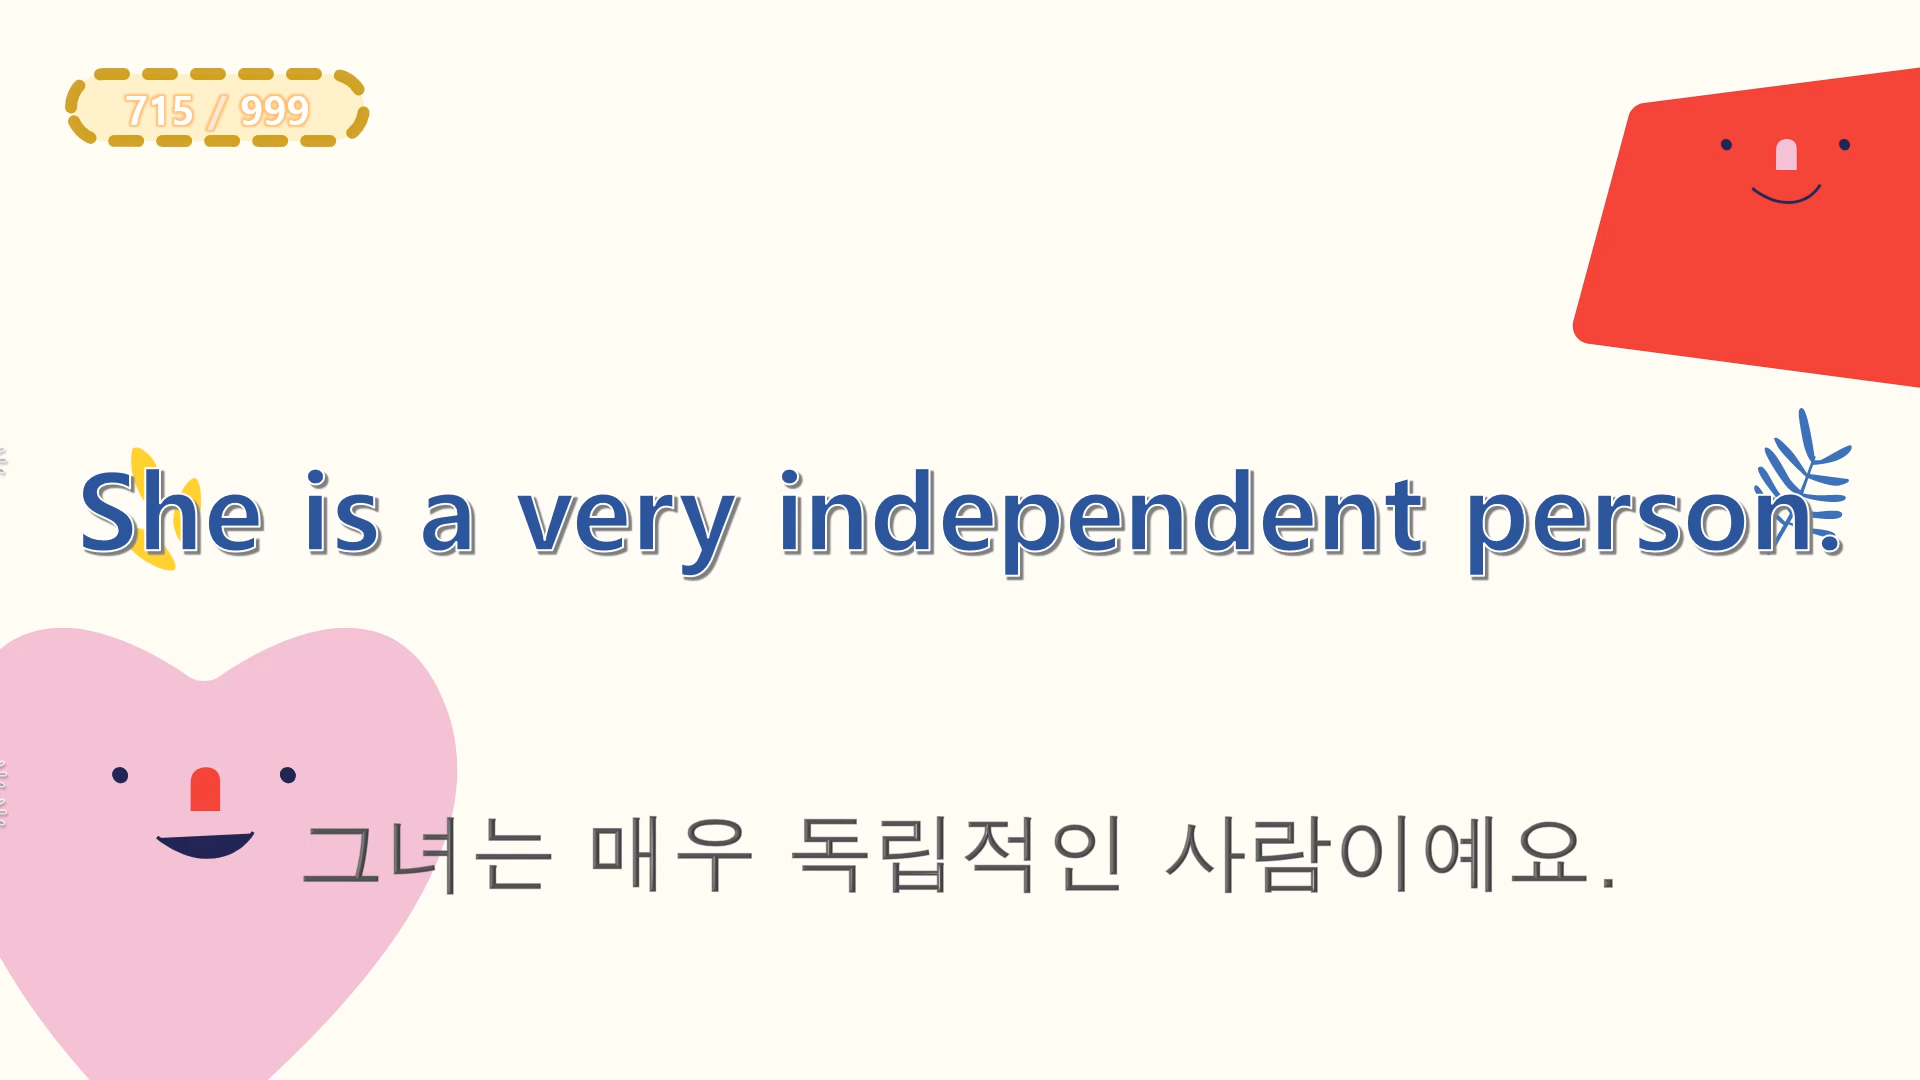 715 / 999
She is a very independent person.
그녀는 매우 독립적인 사람이예요.